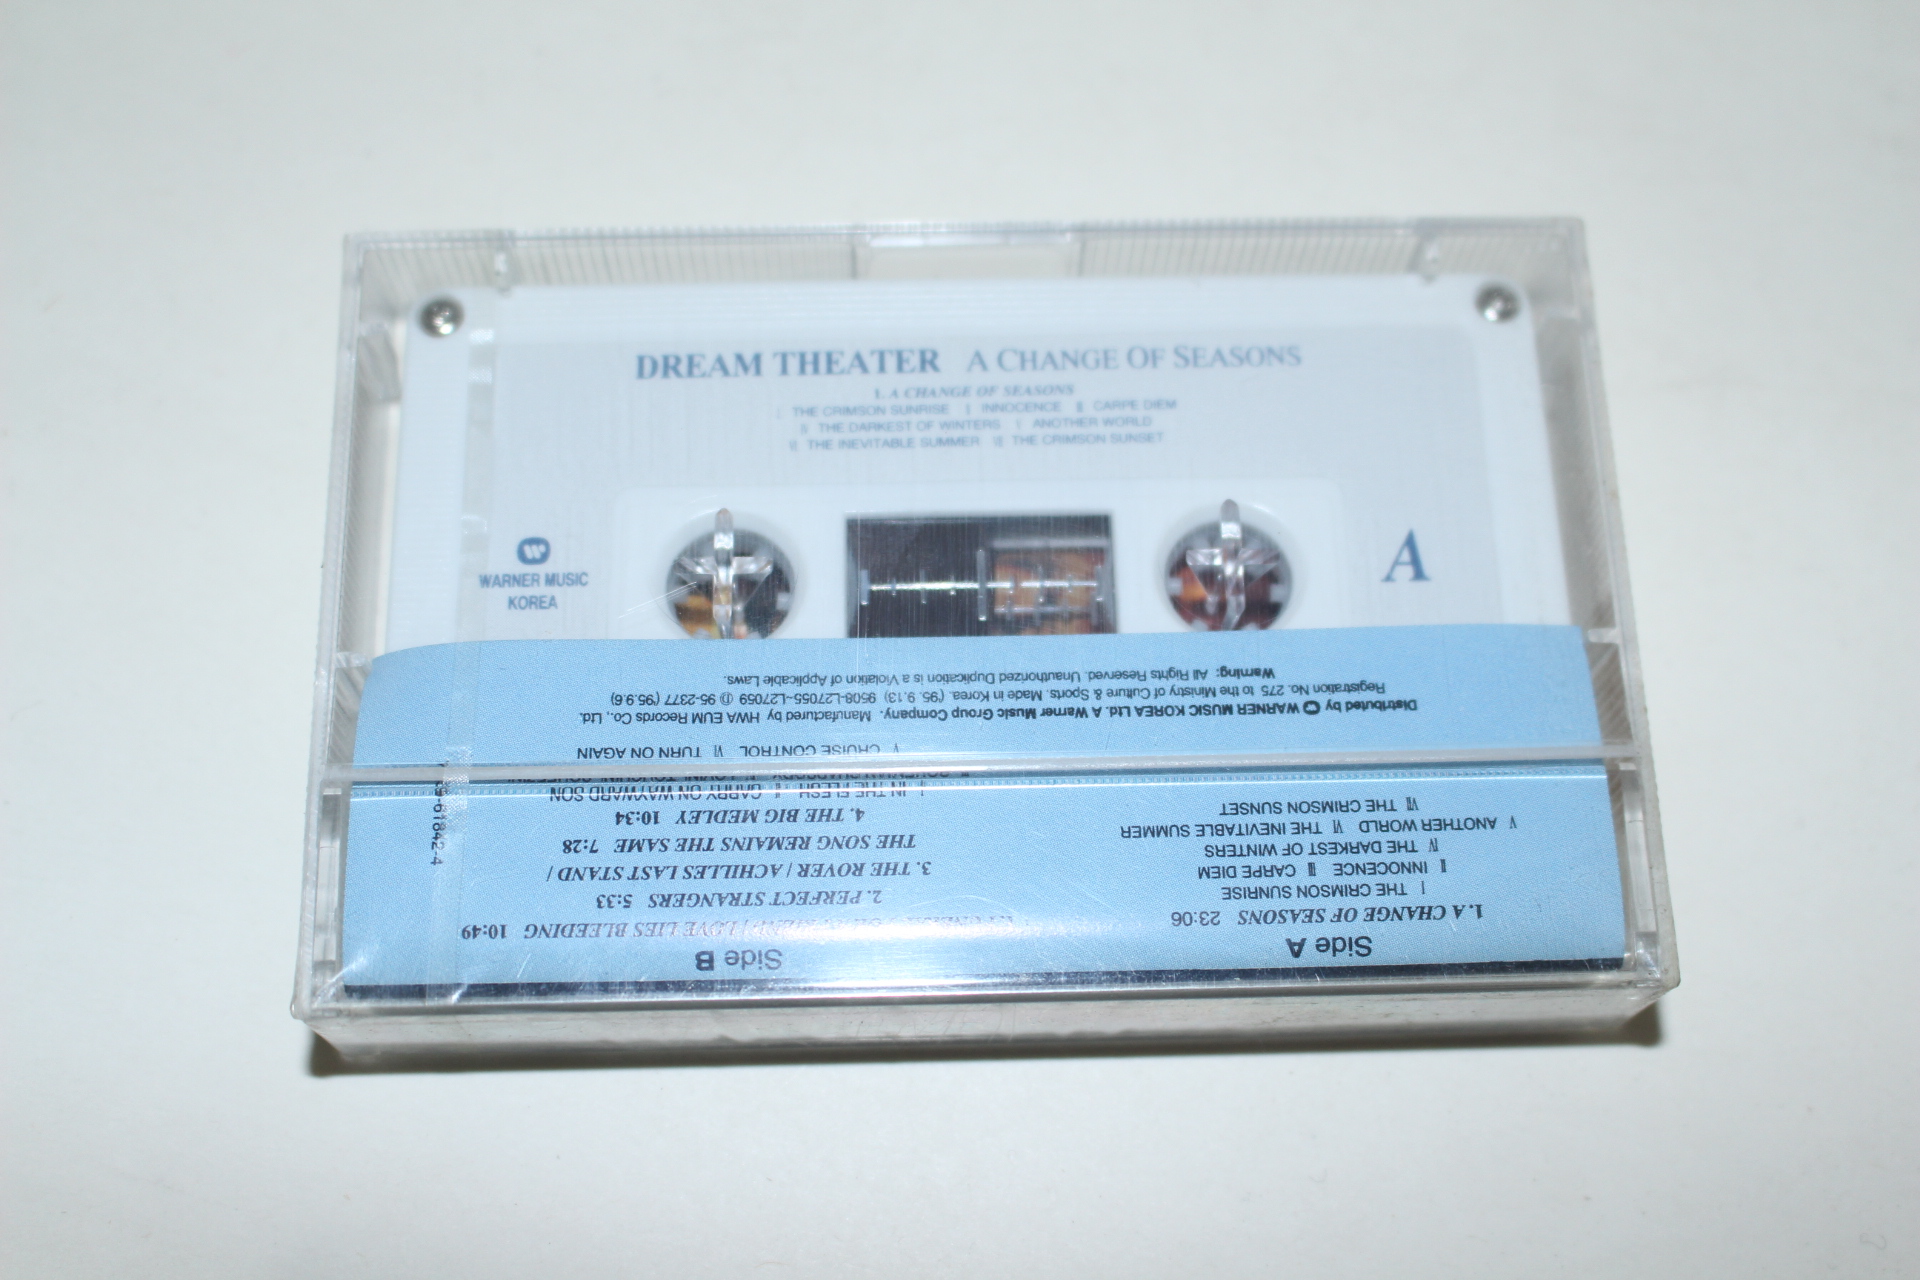 DREAM THEATER A CHANGE OF SEASONS
1. A CHANGE OF SEASONS
THE CRIMSON SUNRISE INNOCENCE CARPE DIEM
THE DARKEST OF WINTERS ANOTHER WORLD
THE INEVITABLE SUMMER THE CRIMSON SUNSET
W
WARNER MUSIC
KOREA
A
Side A
1. A CHANGE OF SEASONS 23:06
Ⅰ THE CRIMSON SUNRISE
Ⅱ INNOCENCE Ⅲ CARPE DIEM
Ⅳ THE DARKEST OF WINTERS
Ⅴ ANOTHER WORLD Ⅵ THE INEVITABLE SUMMER
Ⅶ THE CRIMSON SUNSET
Side B
LOVE LIES BLEEDING 10:49
2. PERFECT STRANGERS 5:33
3. THE ROVER / ACHILLES LAST STAND /
THE SONG REMAINS THE SAME 7:28
4. THE BIG MEDLEY 10:34
Ⅰ IN THE FLESH Ⅱ CARRY ON WAYWARD SON
Ⅴ CRUISE CONTROL Ⅵ TURN ON AGAIN
Distributed by WARNER MUSIC KOREA Ltd. A Warner Music Group Company. Manufactured by HWA EUM Records Co., Ltd.
Registration No. 275 to the Ministry of Culture & Sports. Made in Korea. ('95. 9.13) 9508-L27055~L27059 Ⓟ 95-2377 ('95.9.6)
Warning: All Rights Reserved. Unauthorized Duplication is a Violation of Applicable Laws.